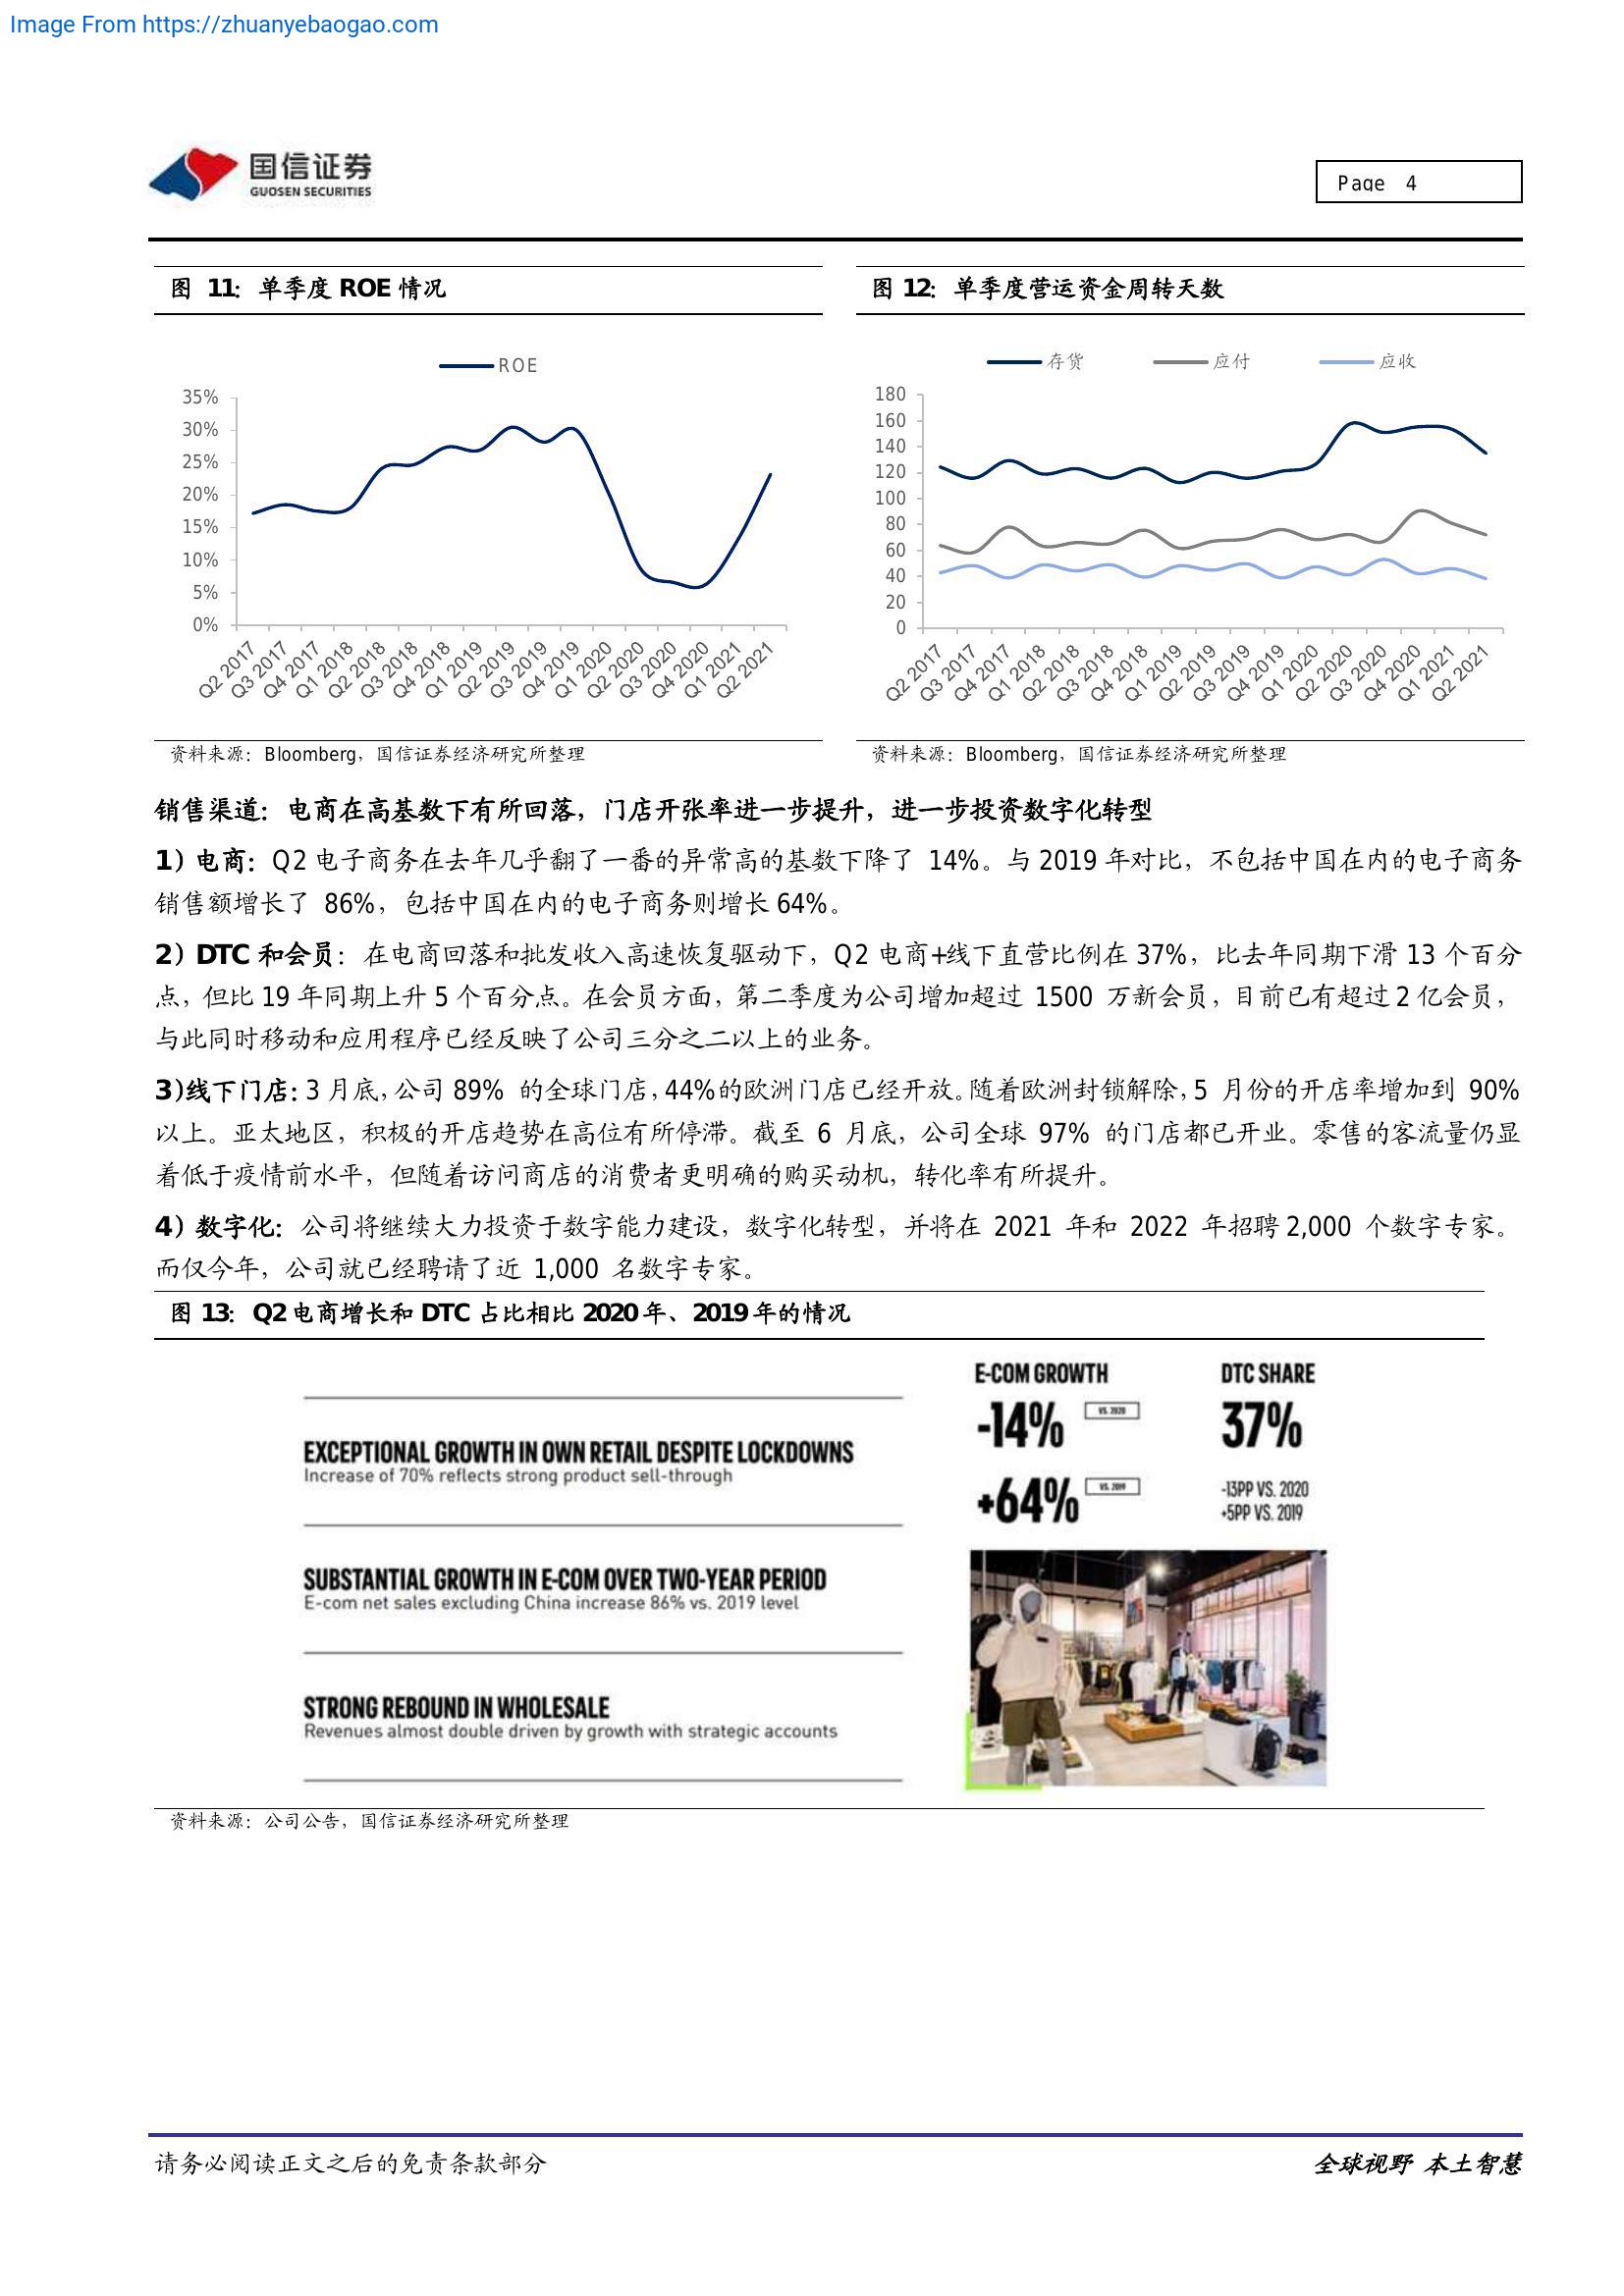 Image From https://zhuanyebaogao.com
国信证券
GUOSEN SECURITIES
Page 4
图 11：单季度 ROE 情况
ROE
35%
30%
25%
20%
15%
10%
5%
0%
Q2 2017
Q3 2017
Q4 2017
Q1 2018
Q2 2018
Q3 2018
Q4 2018
Q1 2019
Q2 2019
Q3 2019
Q4 2019
Q1 2020
Q2 2020
Q3 2020
Q4 2020
Q1 2021
Q2 2021
资料来源：Bloomberg，国信证券经济研究所整理
图 12：单季度营运资金周转天数
存货 应付 应收
180
160
140
120
100
80
60
40
20
0
Q2 2017
Q3 2017
Q4 2017
Q1 2018
Q2 2018
Q3 2018
Q4 2018
Q1 2019
Q2 2019
Q3 2019
Q4 2019
Q1 2020
Q2 2020
Q3 2020
Q4 2020
Q1 2021
Q2 2021
资料来源：Bloomberg，国信证券经济研究所整理
销售渠道：电商在高基数下有所回落，门店开张率进一步提升，进一步投资数字化转型
1）电商：Q2 电子商务在去年几乎翻了一番的异常高的基数下降了 14%。与 2019 年对比，不包括中国在内的电子商务
销售额增长了 86%，包括中国在内的电子商务则增长 64%。
2）DTC 和会员：在电商回落和批发收入高速恢复驱动下，Q2 电商+线下直营比例在 37%，比去年同期下滑 13 个百分
点，但比 19 年同期上升 5 个百分点。在会员方面，第二季度为公司增加超过 1500 万新会员，目前已有超过 2 亿会员，
与此同时移动和应用程序已经反映了公司三分之二以上的业务。
3)线下门店：3 月底，公司 89% 的全球门店，44%的欧洲门店已经开放。随着欧洲封锁解除，5 月份的开店率增加到 90%
以上。亚太地区，积极的开店趋势在高位有所停滞。截至 6 月底，公司全球 97% 的门店都已开业。零售的客流量仍显
着低于疫情前水平，但随着访问商店的消费者更明确的购买动机，转化率有所提升。
4）数字化：公司将继续大力投资于数字能力建设，数字化转型，并将在 2021 年和 2022 年招聘 2,000 个数字专家。
而仅今年，公司就已经聘请了近 1,000 名数字专家。
图 13：Q2 电商增长和 DTC 占比相比 2020 年、2019 年的情况
EXCEPTIONAL GROWTH IN OWN RETAIL DESPITE LOCKDOWNS
Increase of 70% reflects strong product sell-through
SUBSTANTIAL GROWTH IN E-COM OVER TWO-YEAR PERIOD
E-com net sales excluding China increase 86% vs. 2019 level
STRONG REBOUND IN WHOLESALE
Revenues almost double driven by growth with strategic accounts
E-COM GROWTH
-14% VS. 2020
+64% VS. 2019
DTC SHARE
37%
-13PP VS. 2020
+5PP VS. 2019
资料来源：公司公告，国信证券经济研究所整理
请务必阅读正文之后的免责条款部分
全球视野 本土智慧